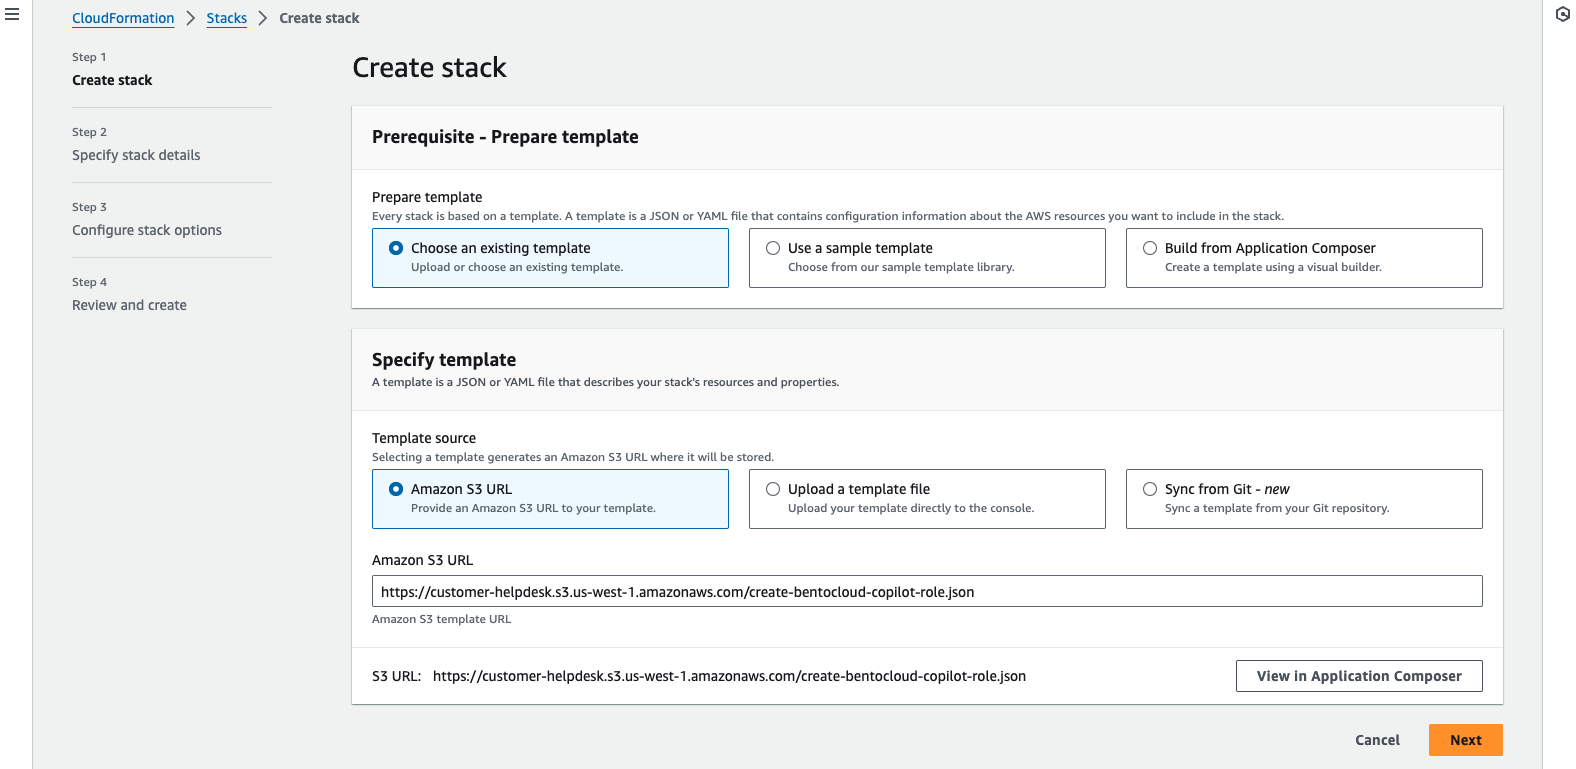 CloudFormation > Stacks > Create stack
Step 1
Create stack
Step 2
Specify stack details
Step 3
Configure stack options
Step 4
Review and create
Create stack
Prerequisite - Prepare template
Prepare template
Every stack is based on a template. A template is a JSON or YAML file that contains configuration information about the AWS resources you want to include in the stack.
Choose an existing template
Upload or choose an existing template.
Use a sample template
Choose from our sample template library.
Build from Application Composer
Create a template using a visual builder.
Specify template
A template is a JSON or YAML file that describes your stack's resources and properties.
Template source
Selecting a template generates an Amazon S3 URL where it will be stored.
Amazon S3 URL
Provide an Amazon S3 URL to your template.
Upload a template file
Upload your template directly to the console.
Sync from Git - new
Sync a template from your Git repository.
Amazon S3 URL
https://customer-helpdesk.s3.us-west-1.amazonaws.com/create-bentocloud-copilot-role.json
Amazon S3 template URL
S3 URL: https://customer-helpdesk.s3.us-west-1.amazonaws.com/create-bentocloud-copilot-role.json
View in Application Composer
Cancel
Next